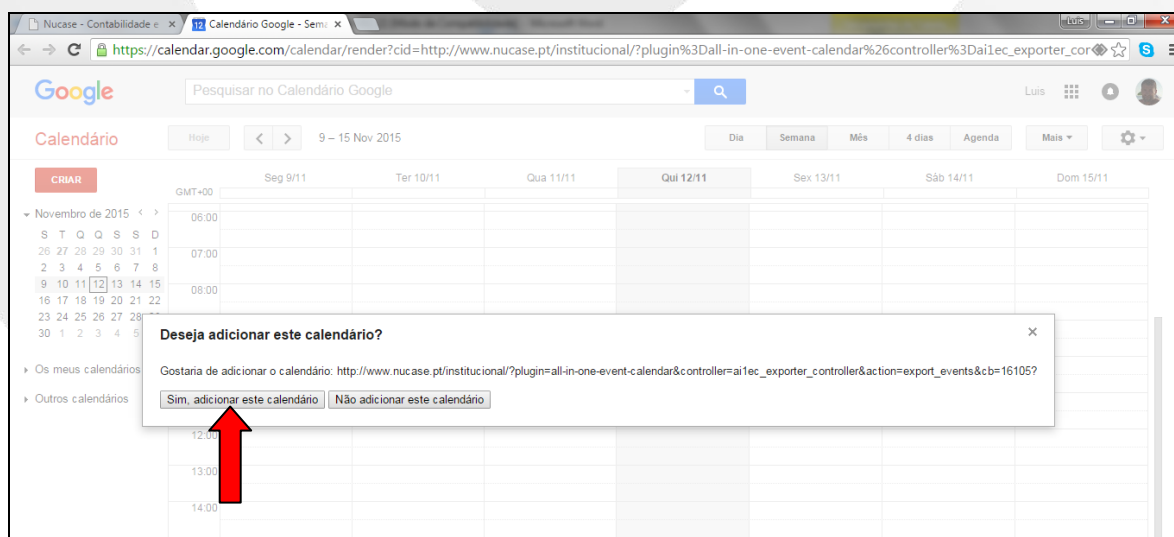 Nucase - Contabilidade e
12 Calendário Google - Sema
Luis
https://calendar.google.com/calendar/render?cid=http://www.nucase.pt/institucional/?plugin%3Dall-in-one-event-calendar%26controller%3Dai1ec_exporter_cor
Google
Pesquisar no Calendário Google
Luis
Calendário
Hoje
9 – 15 Nov 2015
Dia Semana Mês 4 dias Agenda
Mais
CRIAR
GMT+00
Seg 9/11 Ter 10/11 Qua 11/11 Qui 12/11 Sex 13/11 Sáb 14/11 Dom 15/11
Novembro de 2015
S T Q Q S S D
26 27 28 29 30 31 1
2 3 4 5 6 7 8
9 10 11 12 13 14 15
16 17 18 19 20 21 22
23 24 25 26 27 28
30 1 2 3 4 5
Os meus calendários
Outros calendários
06:00
07:00
08:00
Deseja adicionar este calendário?
Gostaria de adicionar o calendário: http://www.nucase.pt/institucional/?plugin=all-in-one-event-calendar&controller=ai1ec_exporter_controller&action=export_events&cb=16105?
Sim, adicionar este calendário
Não adicionar este calendário
12:00
13:00
14:00